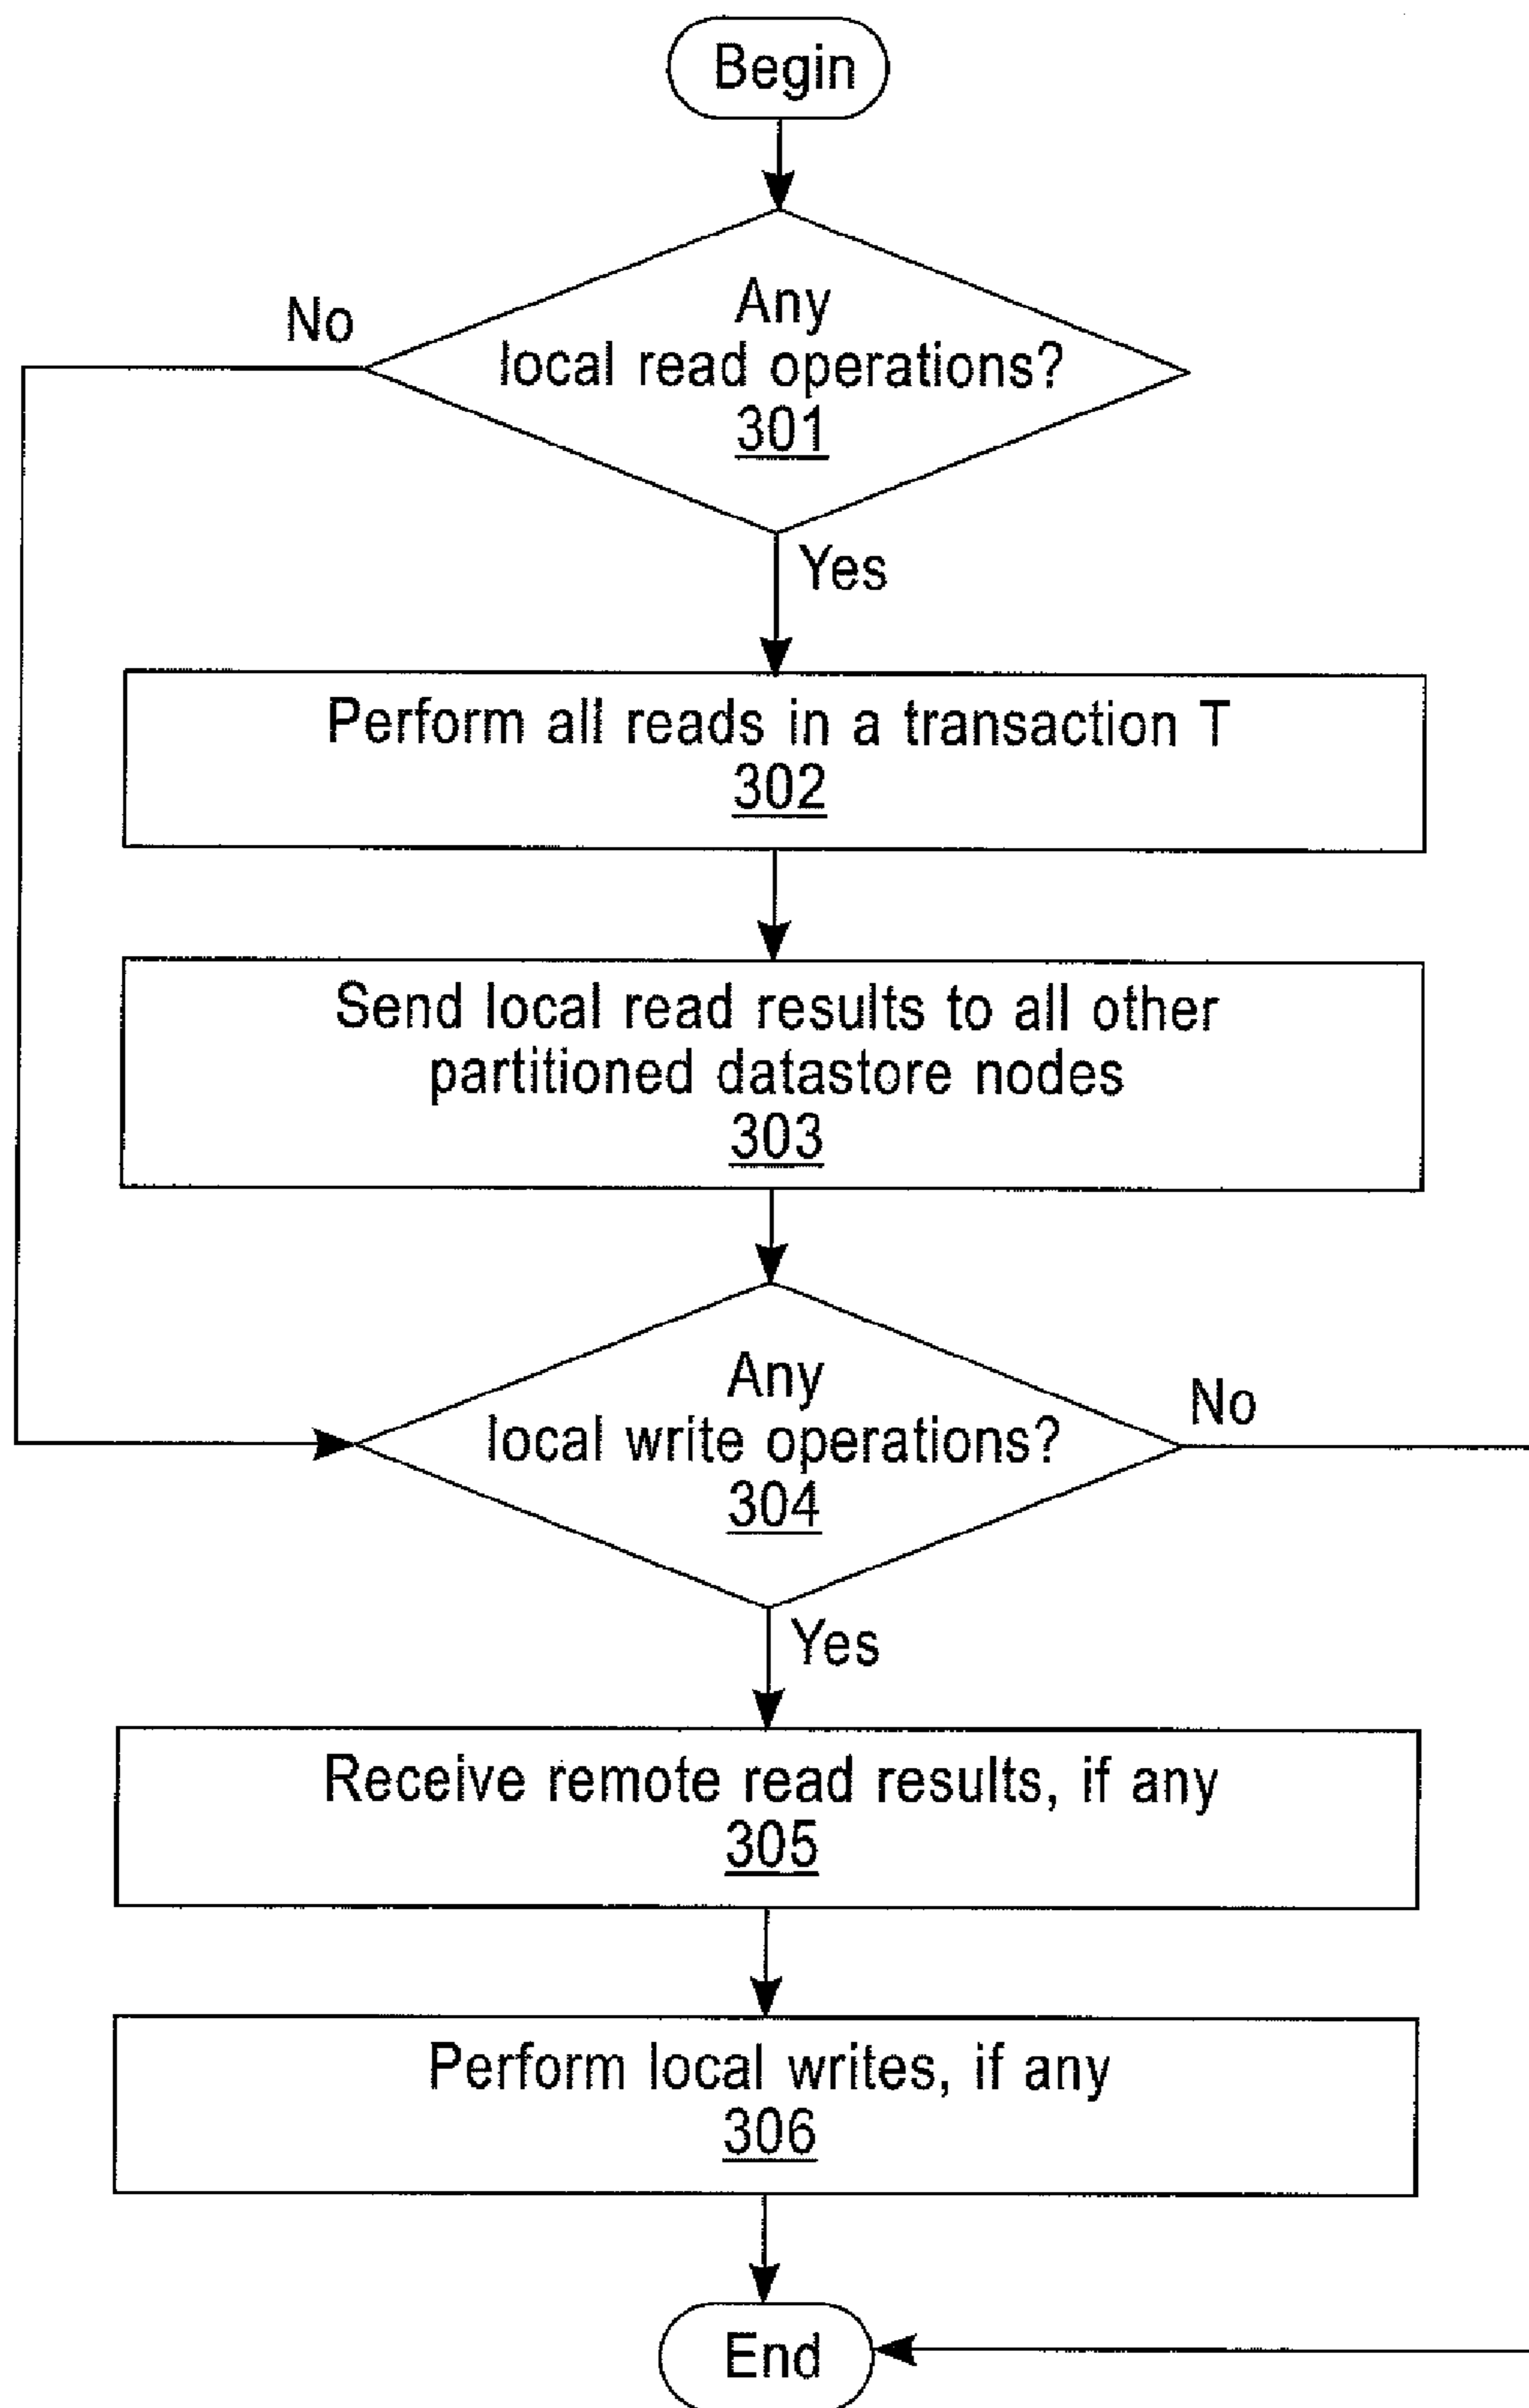 Begin
Any
local read operations?
301
No
Yes
Perform all reads in a transaction T
302
Send local read results to all other
partitioned datastore nodes
303
Any
local write operations?
304
No
Yes
Receive remote read results, if any
305
Perform local writes, if any
306
End